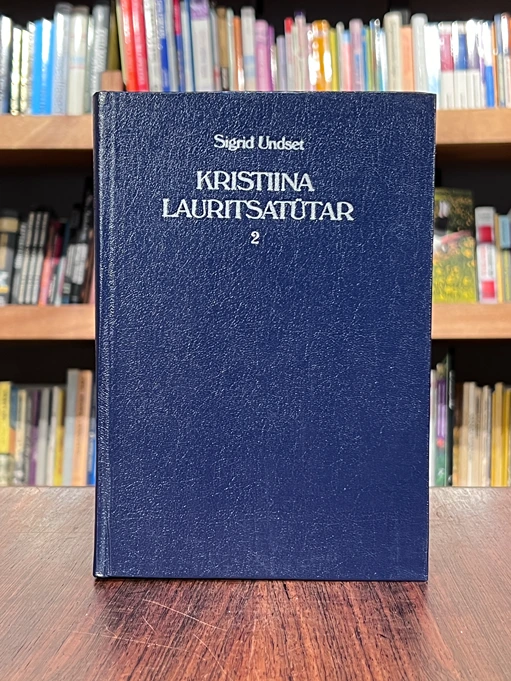 Sigrid Undset
KRISTIINA
LAURITSATÜTAR
2